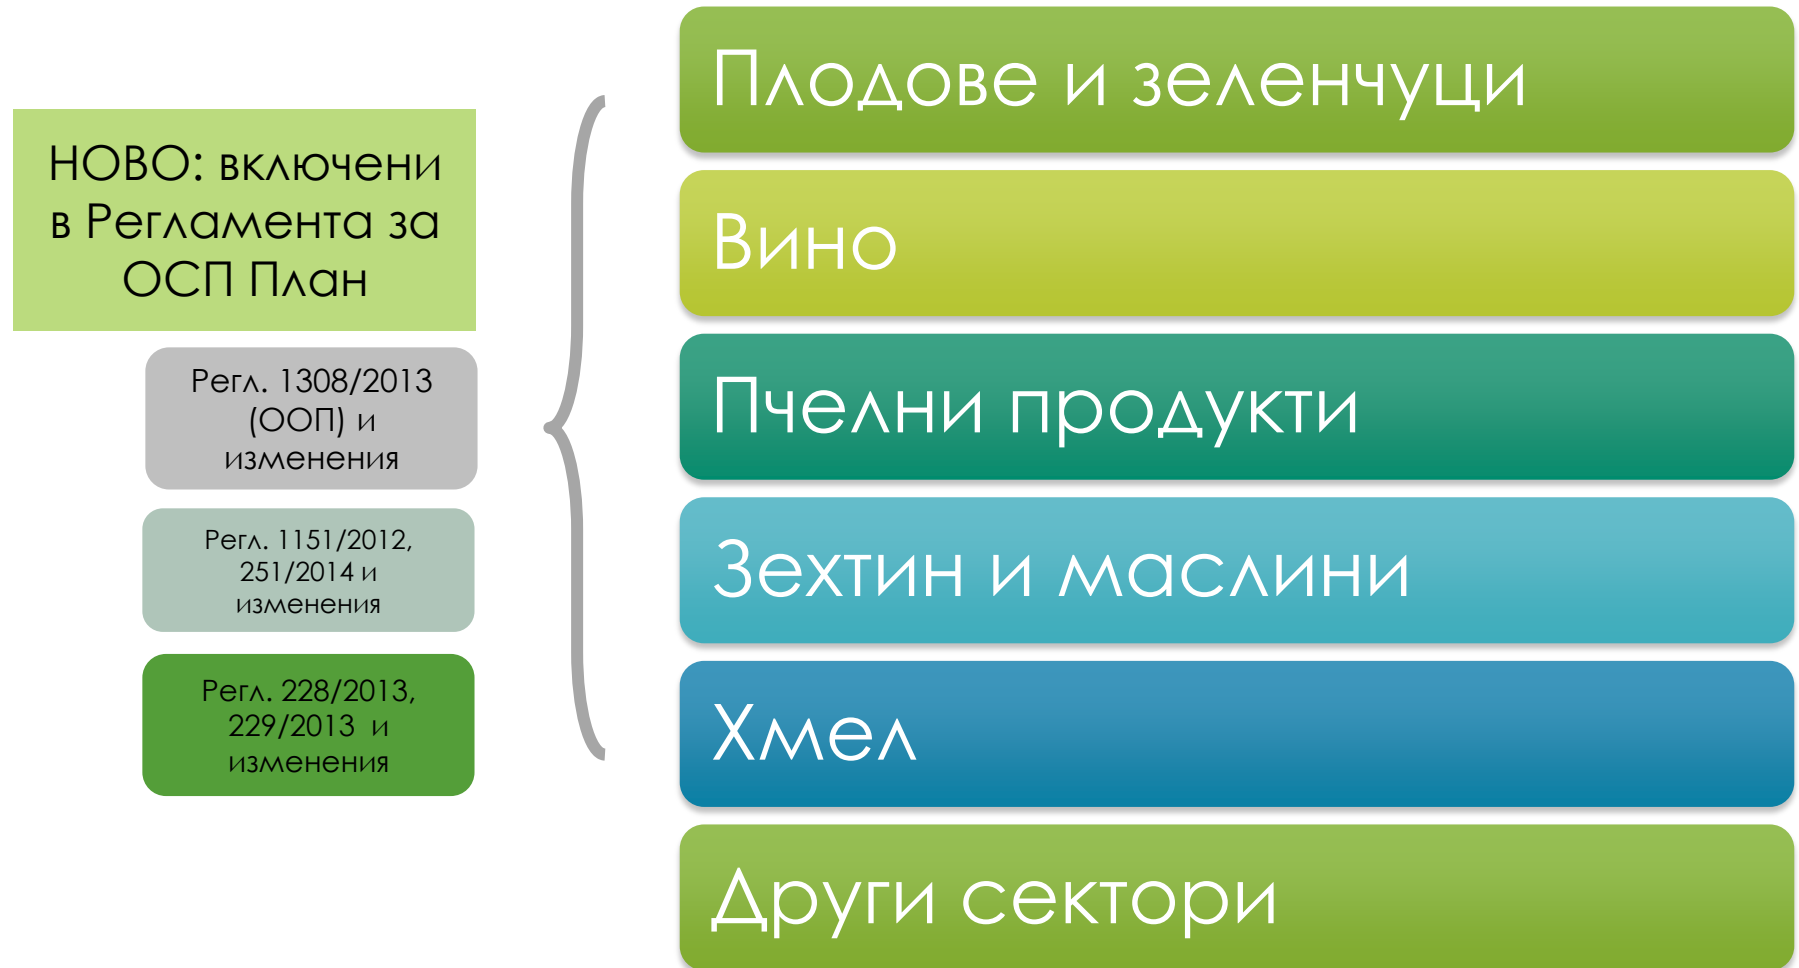 НОВО: включени
в Регламента за
ОСП План
Регл. 1308/2013
(ООП) и
изменения
Регл. 1151/2012,
251/2014 и
изменения
Регл. 228/2013,
229/2013 и
изменения
Плодове и зеленчуци
Вино
Пчелни продукти
Зехтин и маслини
Хмел
Други сектори